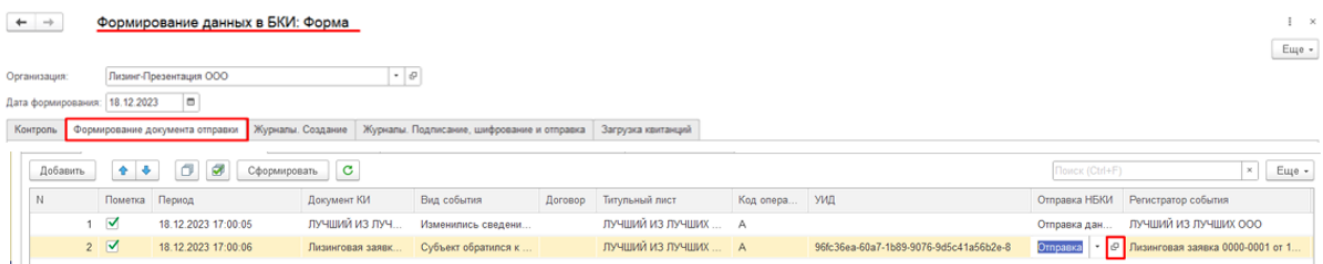 Формирование данных в БКИ: Форма
Еще
Организация: Лизинг-Презентация ООО
Дата формирования: 18.12.2023
Контроль Формирование документа отправки Журналы. Создание Журналы. Подписание, шифрование и отправка Загрузка квитанций
Добавить Сформировать Поиск (Ctrl+F) × Еще
N Пометка Период Документ КИ Вид события Договор Титульный лист Код опера... УИД Отправка НБКИ Регистратор события
1 18.12.2023 17:00:05 ЛУЧШИЙ ИЗ ЛУЧ... Изменились сведени... ЛУЧШИЙ ИЗ ЛУЧШИХ ... А Отправка дан... ЛУЧШИЙ ИЗ ЛУЧШИХ ООО
2 18.12.2023 17:00:06 Лизинговая заявк... Субъект обратился к ... ЛУЧШИЙ ИЗ ЛУЧШИХ ... А 96fc36ea-60a7-1b89-9076-9d5c41a56b2e-8 Отправка Лизинговая заявка 0000-0001 от 1...